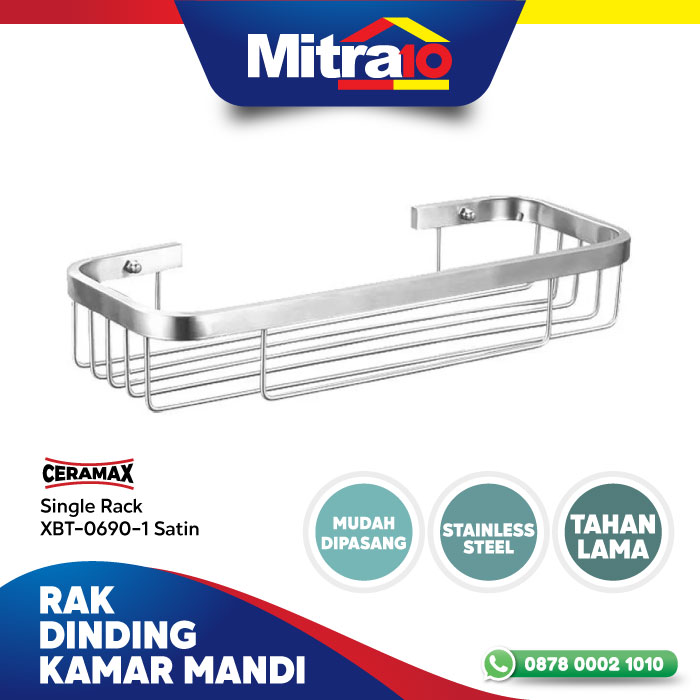 Mitra10
CERAMAX
Single Rack
XBT-0690-1 Satin
MUDAH
DIPASANG
STAINLESS
STEEL
TAHAN
LAMA
RAK
DINDING
KAMAR MANDI
0878 0002 1010